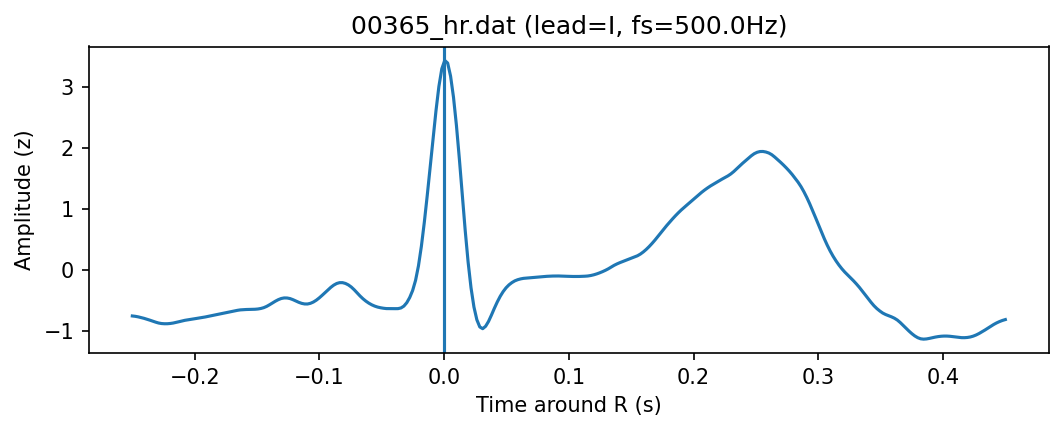 00365_hr.dat (lead=I, fs=500.0Hz)
Amplitude (z)
3
2
1
0
−1
−0.2 −0.1 0.0 0.1 0.2 0.3 0.4
Time around R (s)